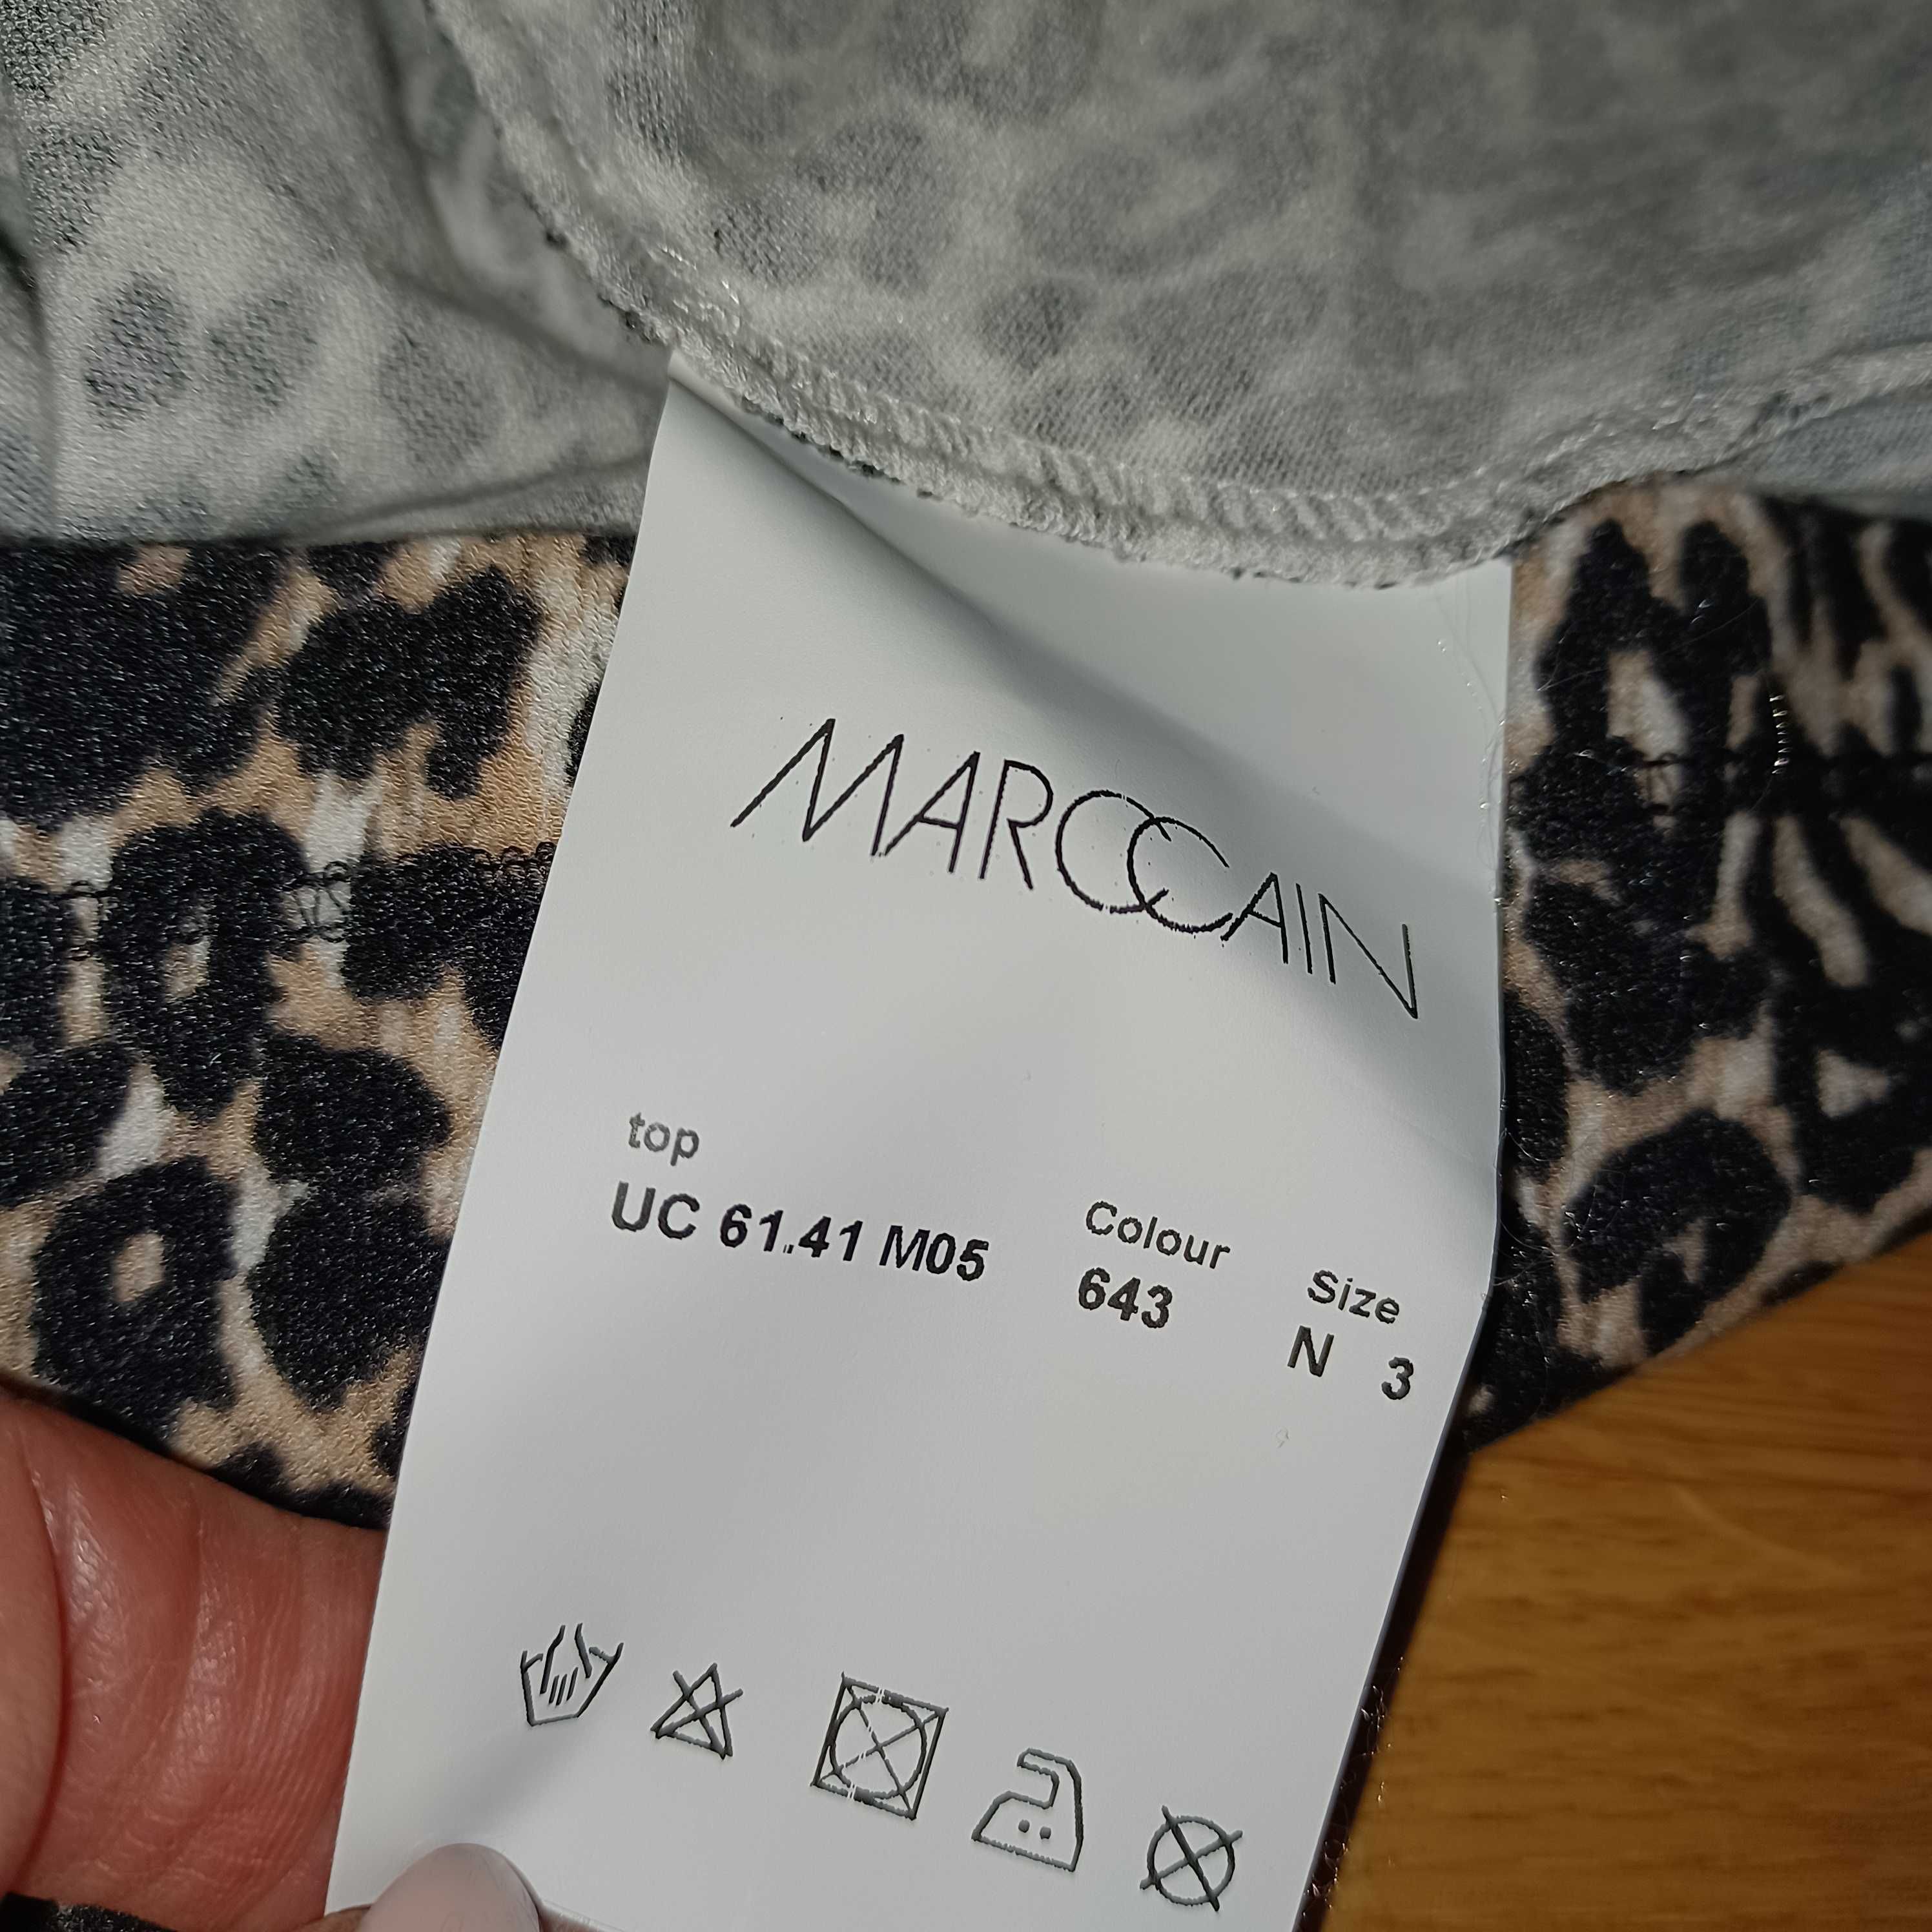 MARCCAIN
top
UC 61.41 M05
Colour
643
Size
N 3